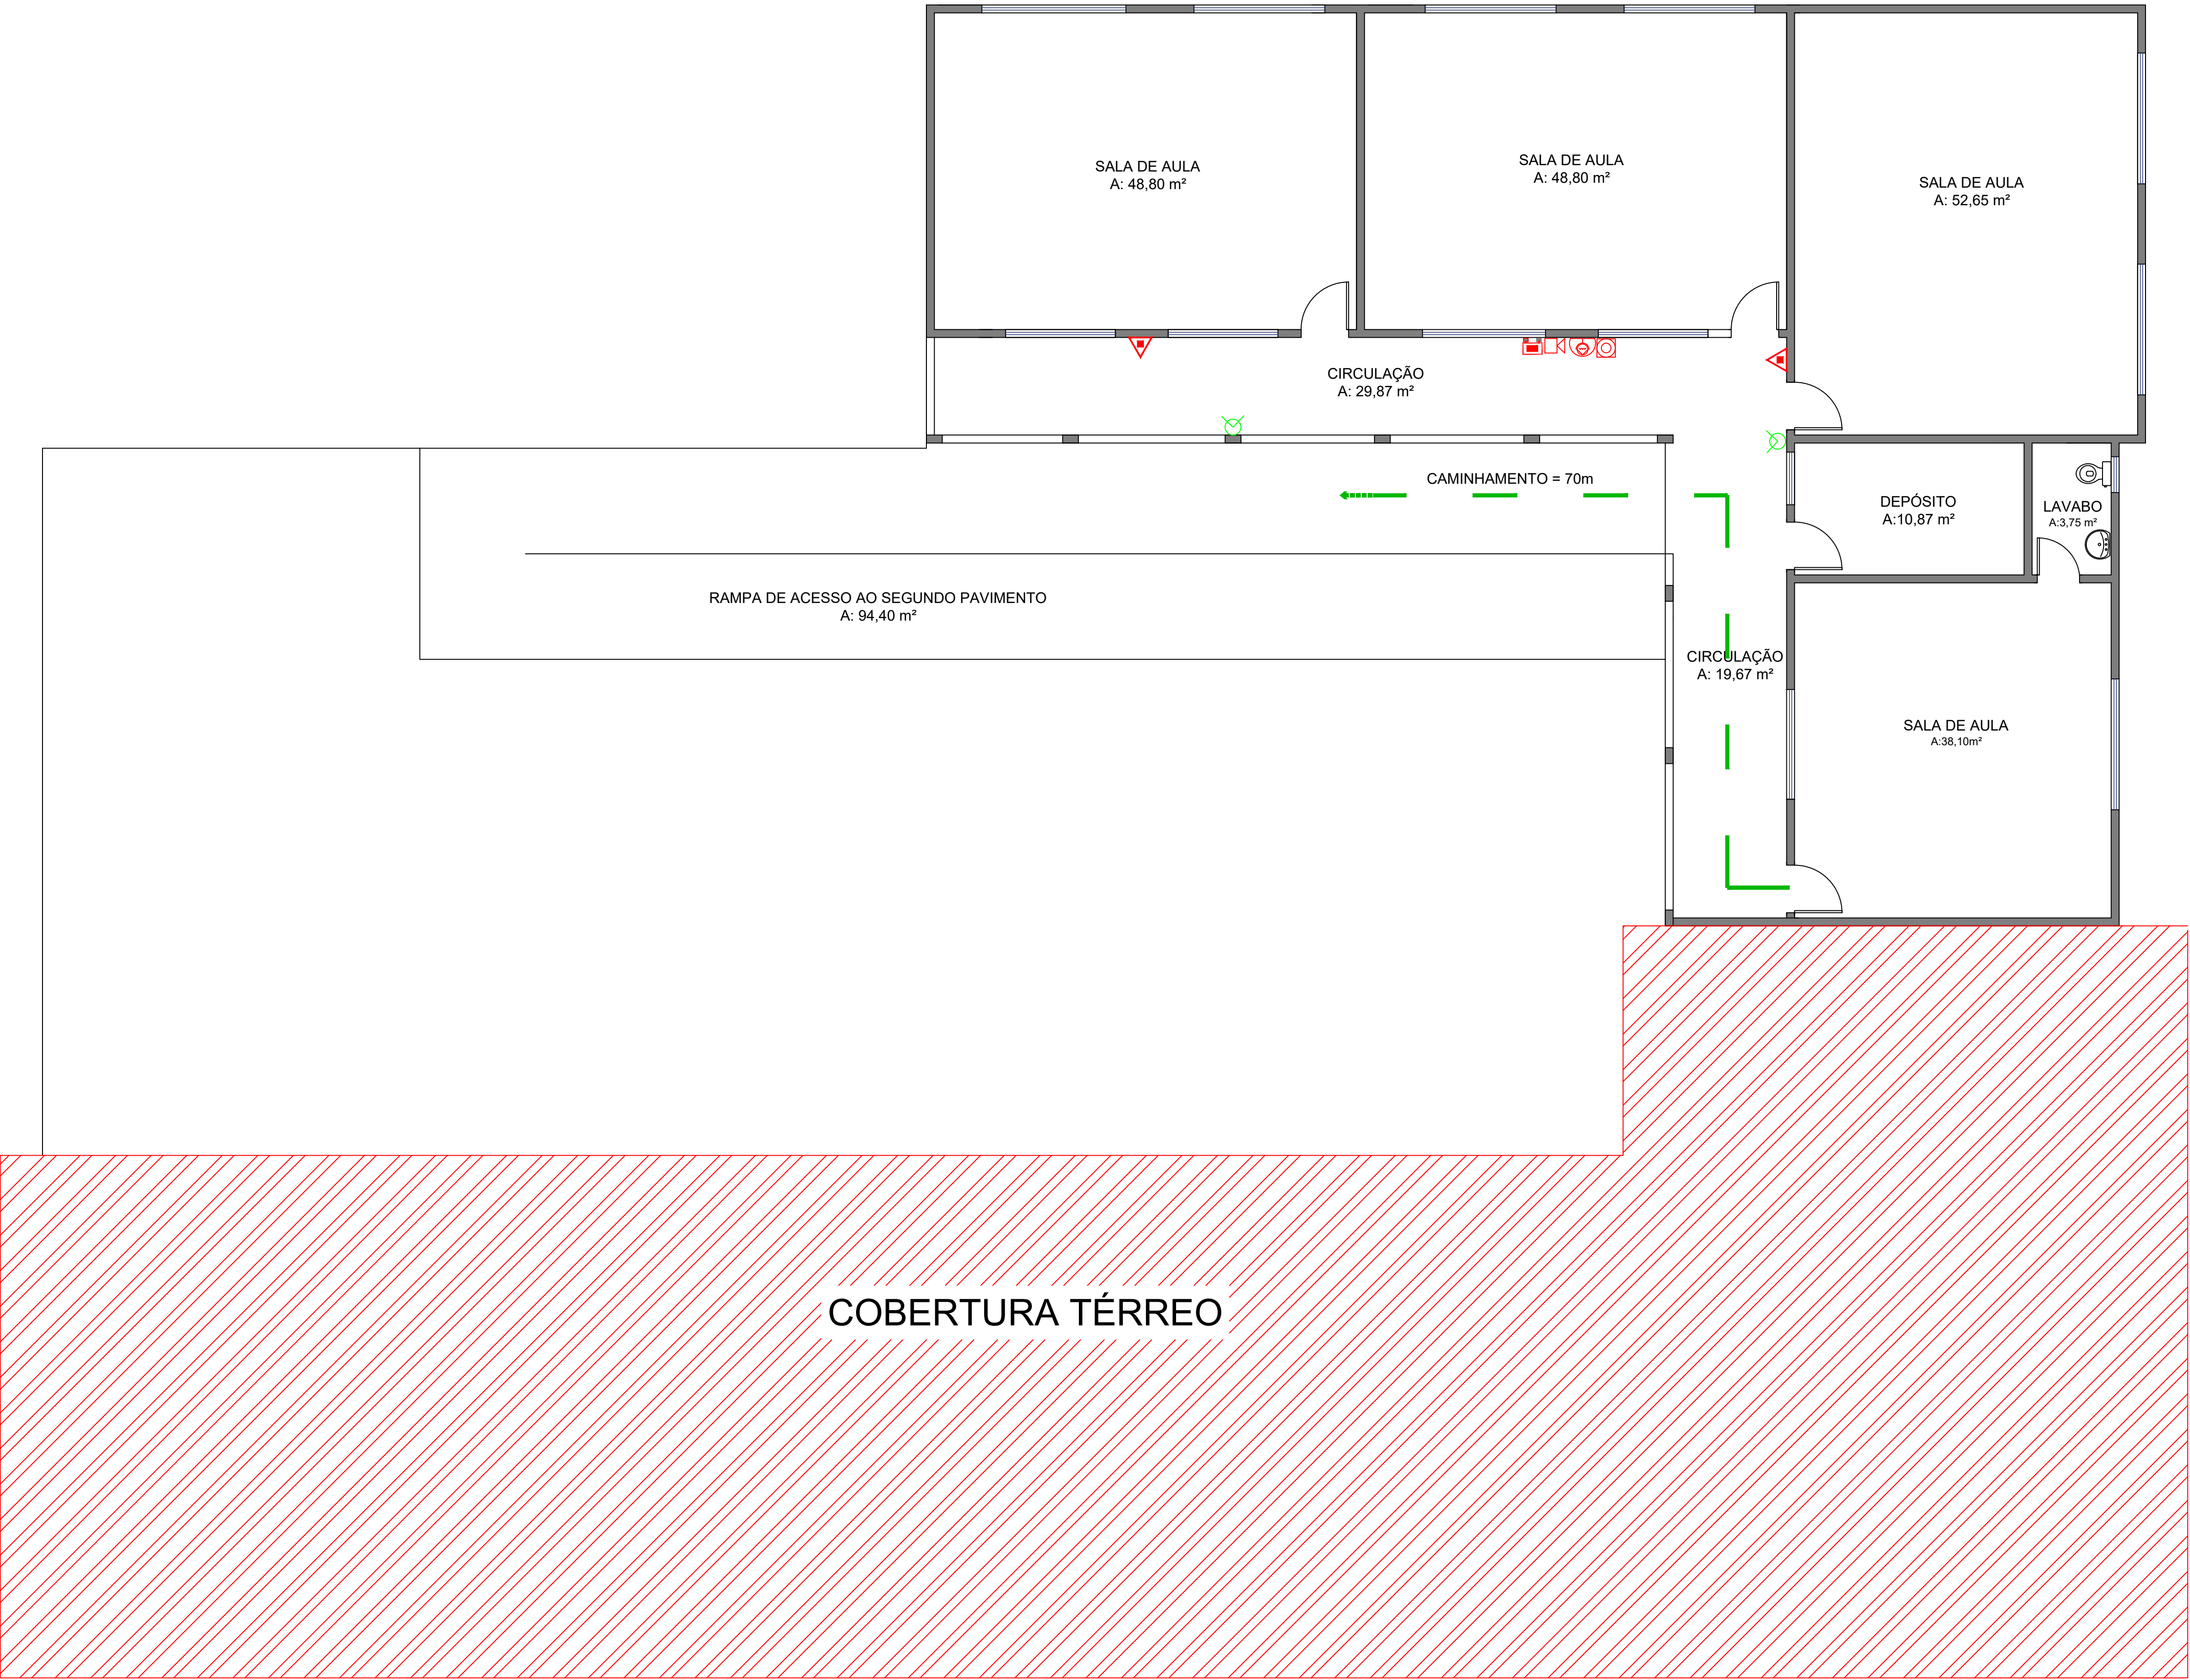 SALA DE AULA
A: 48,80 m²
SALA DE AULA
A: 48,80 m²
SALA DE AULA
A: 52,65 m²
CIRCULAÇÃO
A: 29,87 m²
CAMINHAMENTO = 70m
DEPÓSITO
A:10,87 m²
LAVABO
A:3,75 m²
RAMPA DE ACESSO AO SEGUNDO PAVIMENTO
A: 94,40 m²
CIRCULAÇÃO
A: 19,67 m²
SALA DE AULA
A:38,10m²
COBERTURA TÉRREO